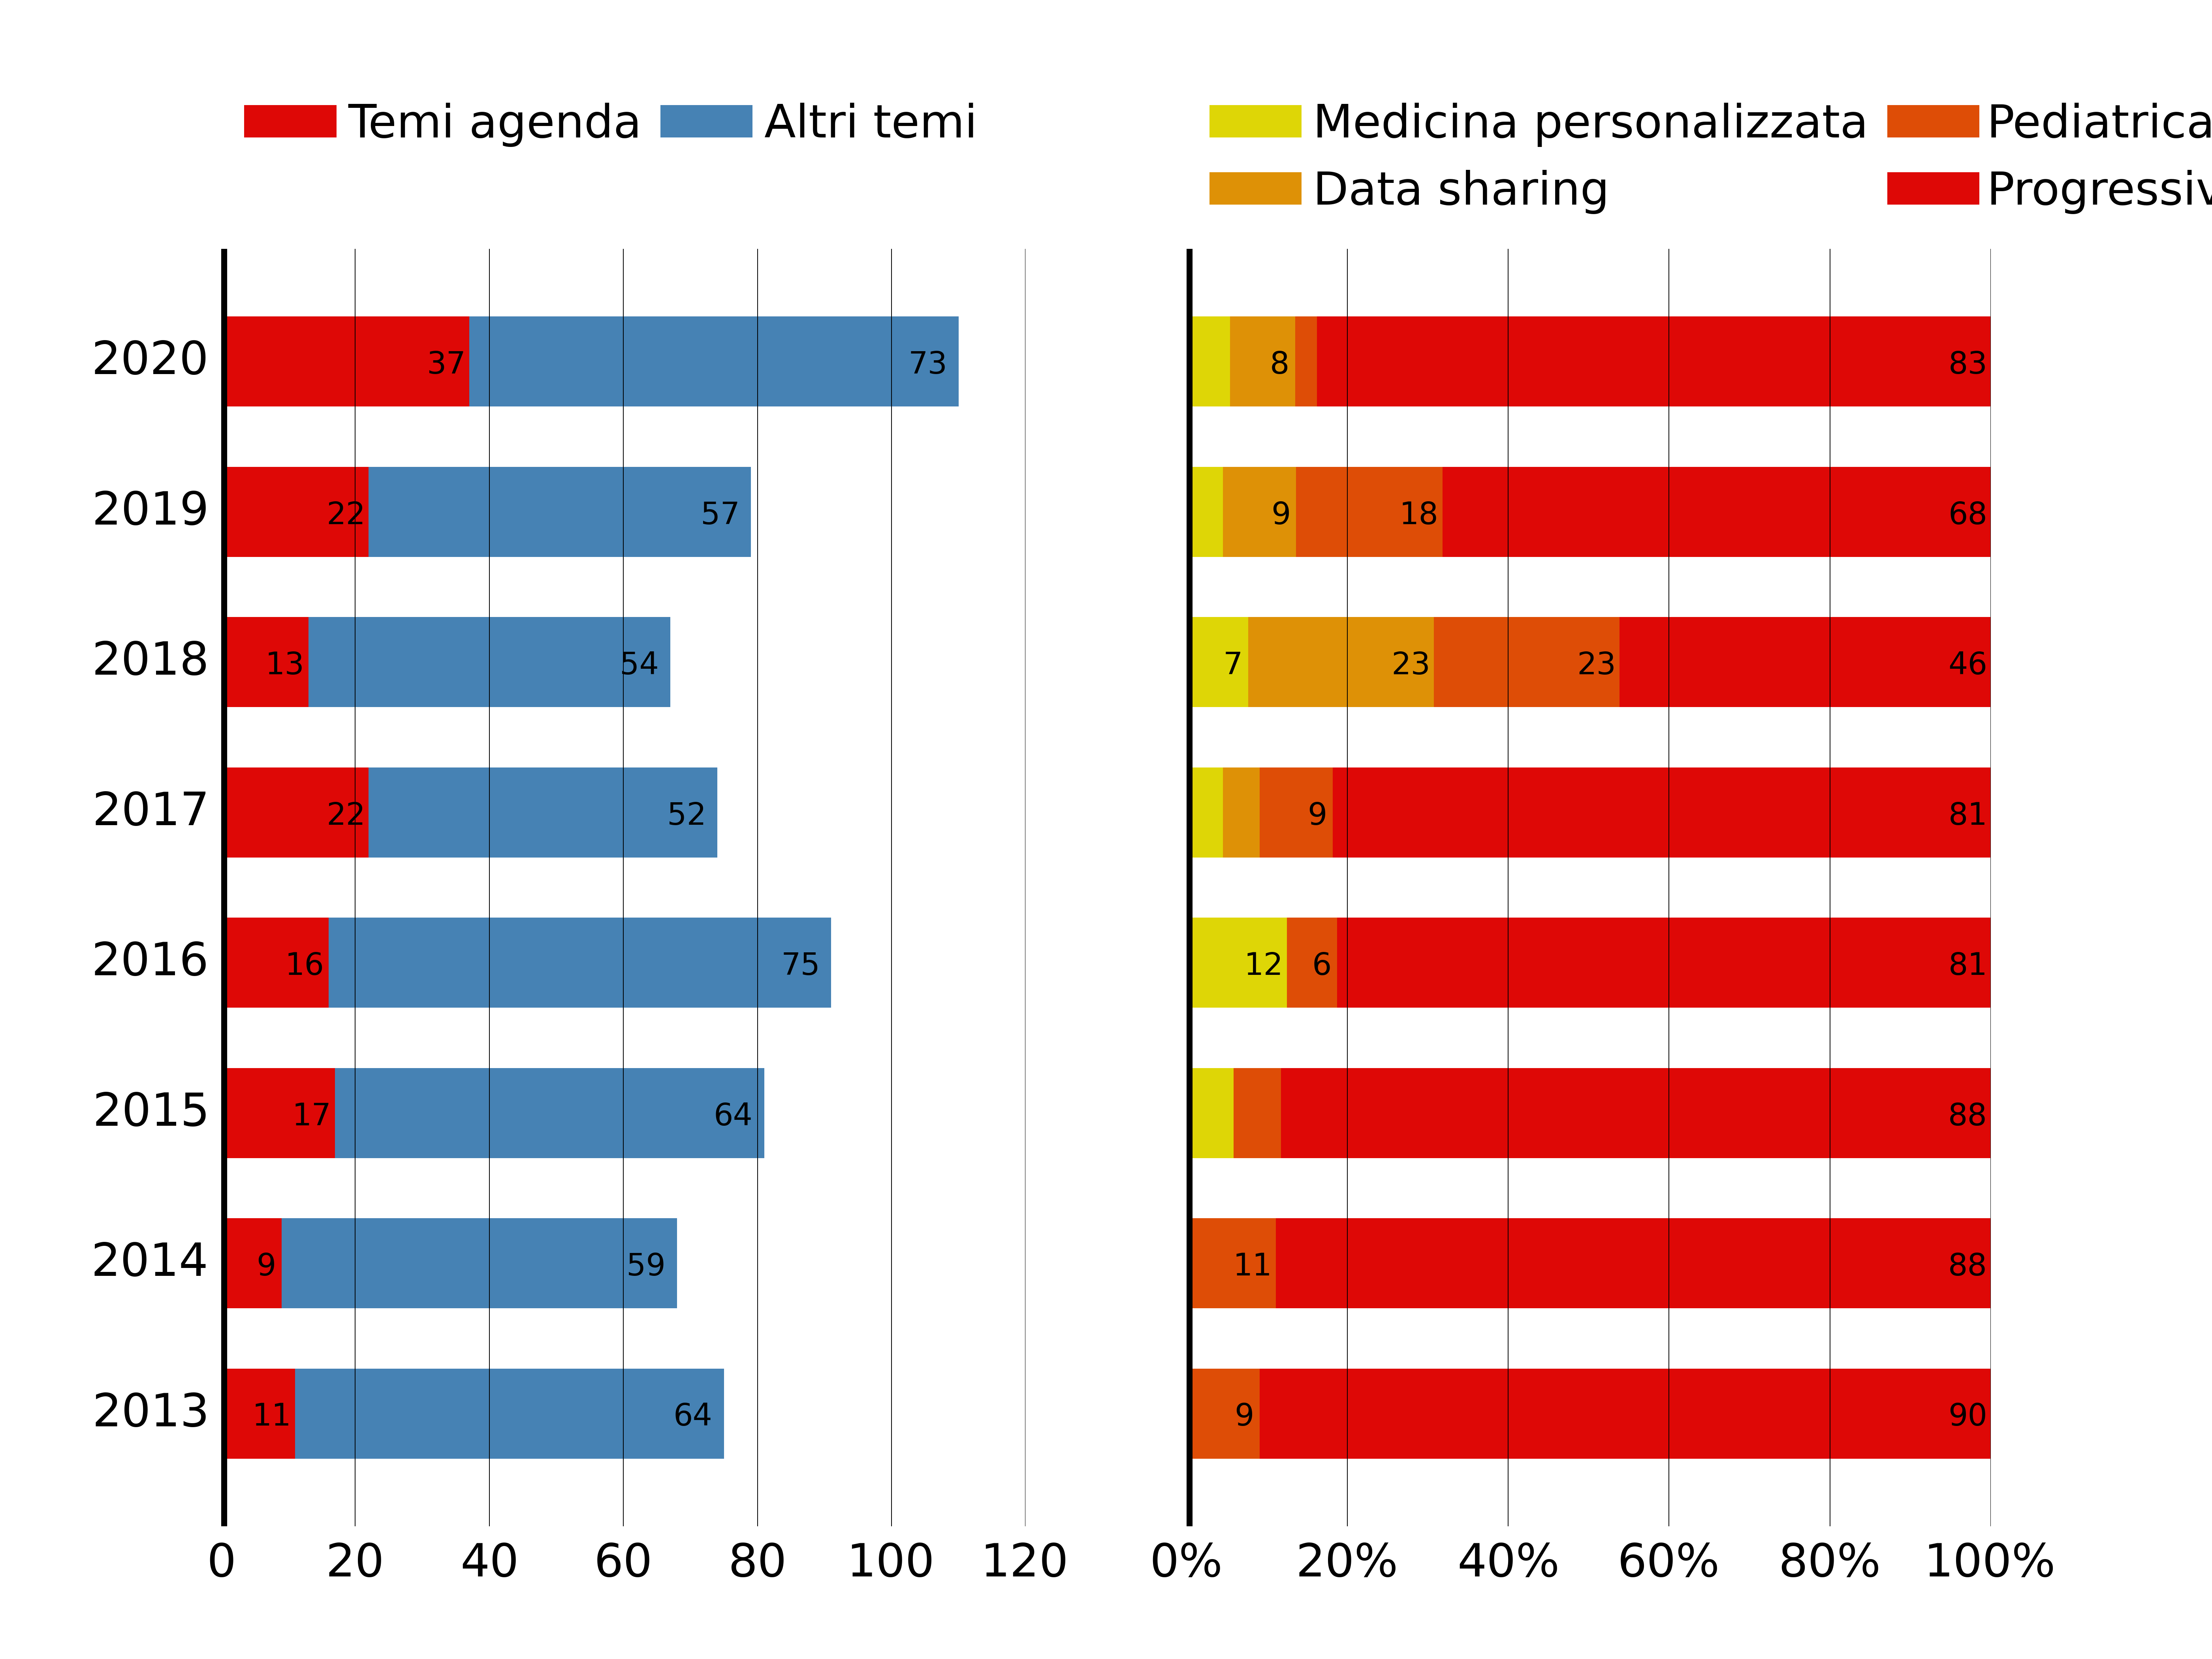 Temi agenda Altri temi Medicina personalizzata Pediatrica
Data sharing Progressiv
2020 37 73 8 83
2019 22 57 9 18 68
2018 13 54 7 23 23 46
2017 22 52 9 81
2016 16 75 12 6 81
2015 17 64 88
2014 9 59 11 88
2013 11 64 9 90
0 20 40 60 80 100 120 0% 20% 40% 60% 80% 100%